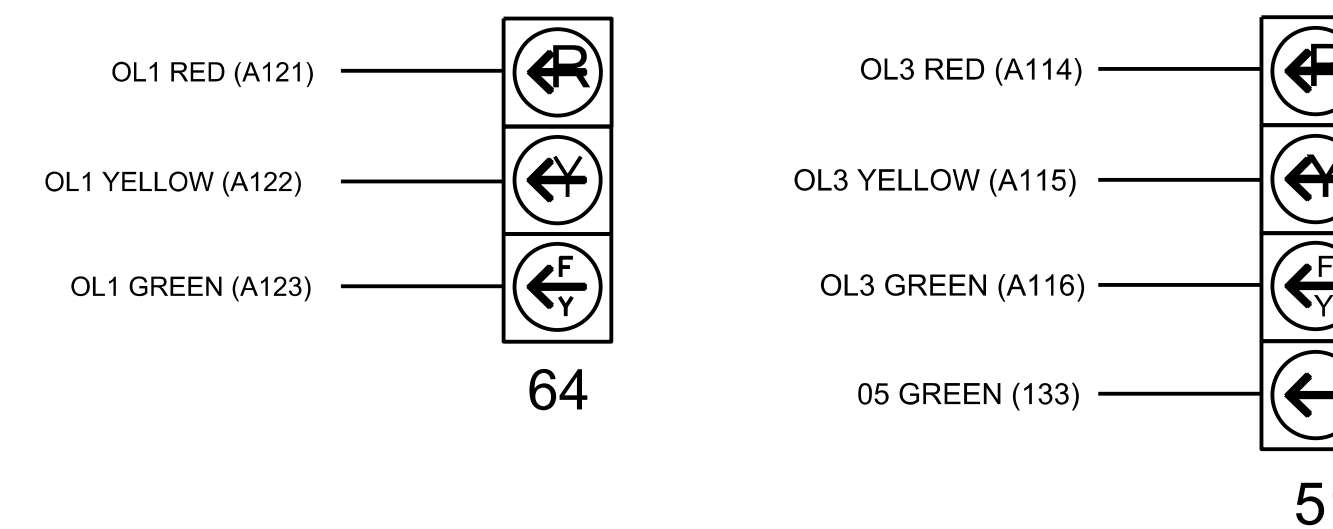 OL1 RED (A121)
R
OL1 YELLOW (A122)
Y
OL1 GREEN (A123)
F
Y
64
OL3 RED (A114)
OL3 YELLOW (A115)
Y
OL3 GREEN (A116)
F
Y
05 GREEN (133)
5